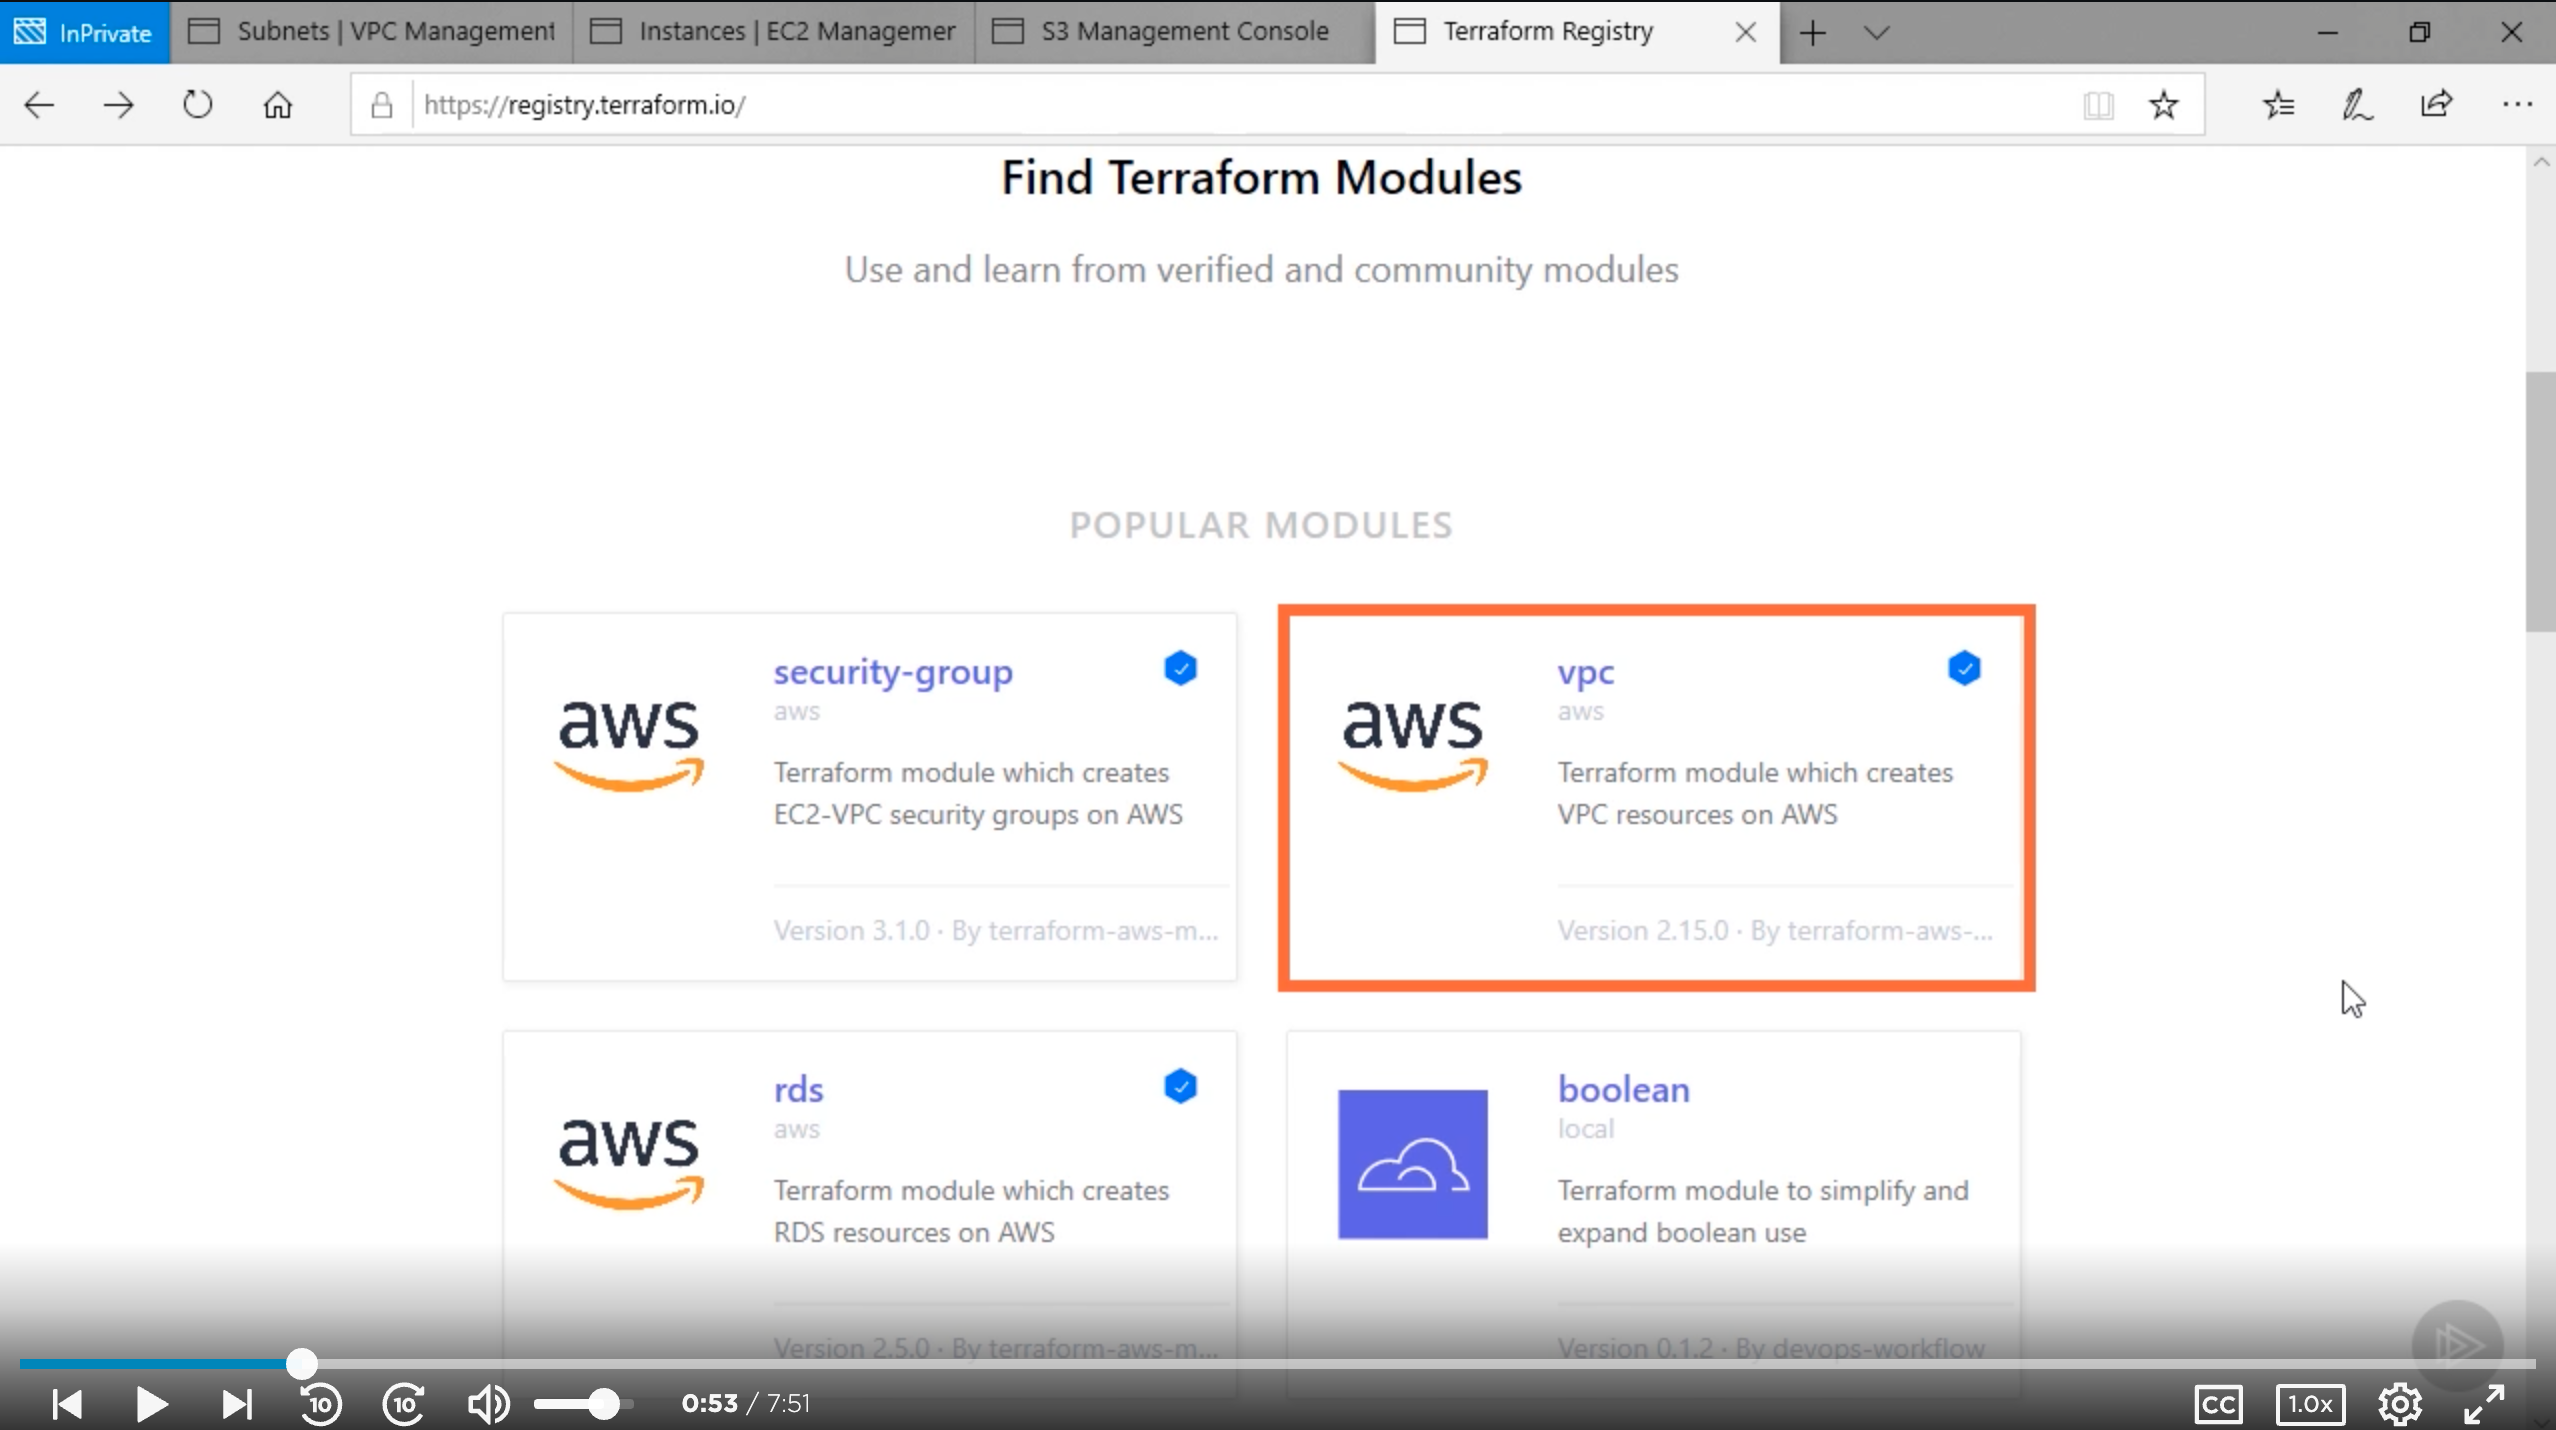 InPrivate
Subnets | VPC Management
Instances | EC2 Managemer
S3 Management Console
Terraform Registry
https://registry.terraform.io/
Find Terraform Modules
Use and learn from verified and community modules
POPULAR MODULES
aws
security-group
aws
Terraform module which creates
EC2-VPC security groups on AWS
Version 3.1.0 · By terraform-aws-m...
aws
vpc
aws
Terraform module which creates
VPC resources on AWS
Version 2.15.0 · By terraform-aws-...
aws
rds
aws
Terraform module which creates
RDS resources on AWS
Version 2.5.0 · By terraform-aws-m...
boolean
local
Terraform module to simplify and
expand boolean use
Version 0.1.2 · By devops-workflow
10
10
0:53 / 7:51
CC
1.0x